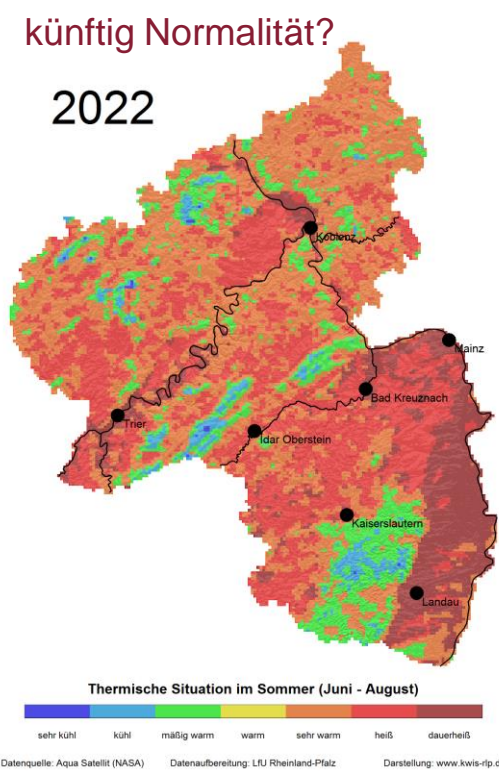 künftig Normalität?
2022
Koblenz
Mainz
Bad Kreuznach
Trier
Idar Oberstein
Kaiserslautern
Landau
Thermische Situation im Sommer (Juni - August)
sehr kühl kühl mäßig warm warm sehr warm heiß dauerheiß
Datenquelle: Aqua Satellit (NASA) Datenaufbereitung: LfU Rheinland-Pfalz Darstellung: www.kwis-rlp.d